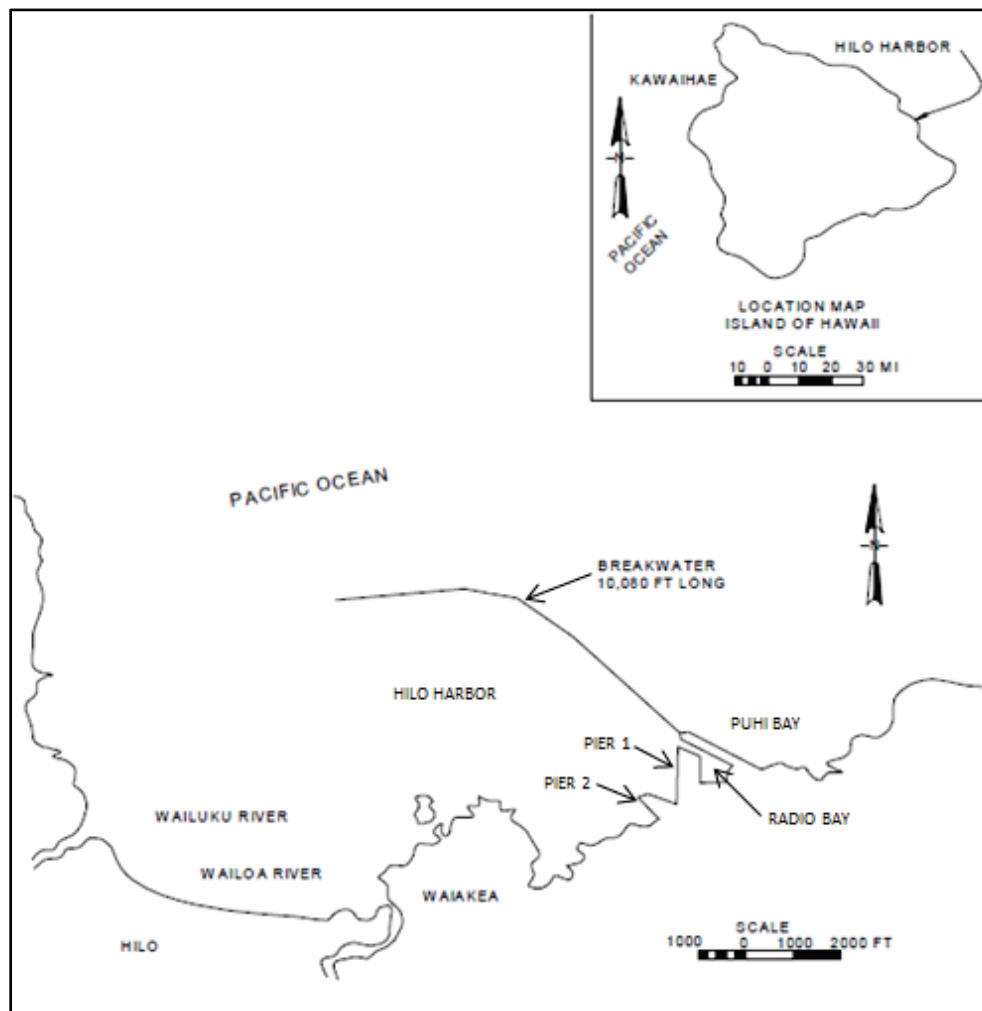 HILO HARBOR
KAWAIHAE
N
PACIFIC
OCEAN
LOCATION MAP
ISLAND OF HAWAII
SCALE
10 0 10 20 30 MI
PACIFIC OCEAN
N
BREAKWATER
10,080 FT LONG
HILO HARBOR
PUHI BAY
PIER 1
PIER 2
RADIO BAY
WAILUKU RIVER
WAILOA RIVER
WAIAKEA
HILO
SCALE
1000 0 1000 2000 FT